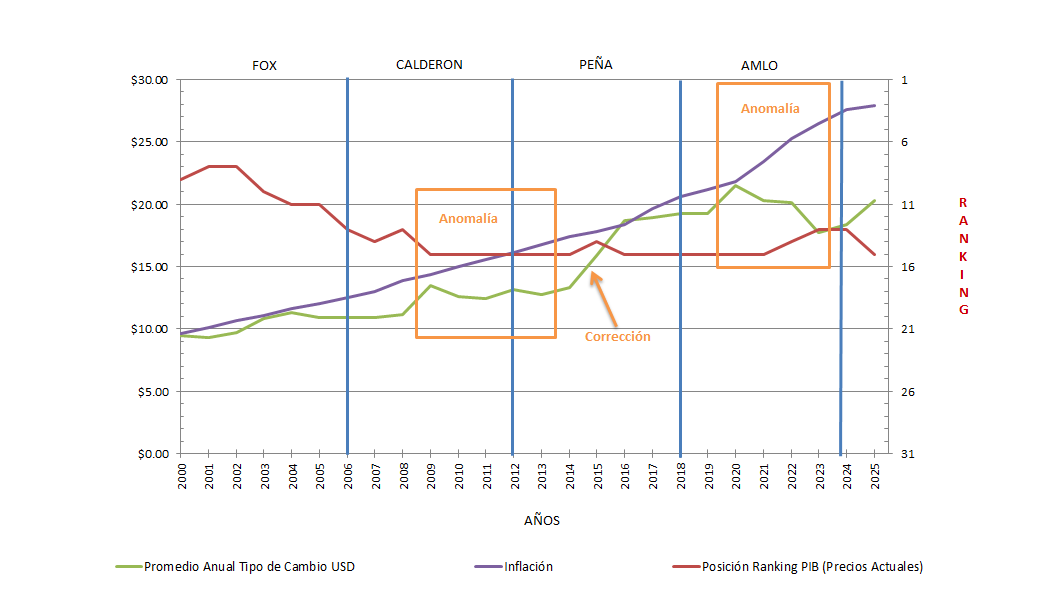 FOX CALDERON PEÑA AMLO
$30.00
$25.00
$20.00
$15.00
$10.00
$5.00
$0.00
1
6
11
16
21
26
31
Anomalía
Anomalía
Corrección
RANKING
2000 2001 2002 2003 2004 2005 2006 2007 2008 2009 2010 2011 2012 2013 2014 2015 2016 2017 2018 2019 2020 2021 2022 2023 2024 2025
AÑOS
Promedio Anual Tipo de Cambio USD Inflación Posición Ranking PIB (Precios Actuales)